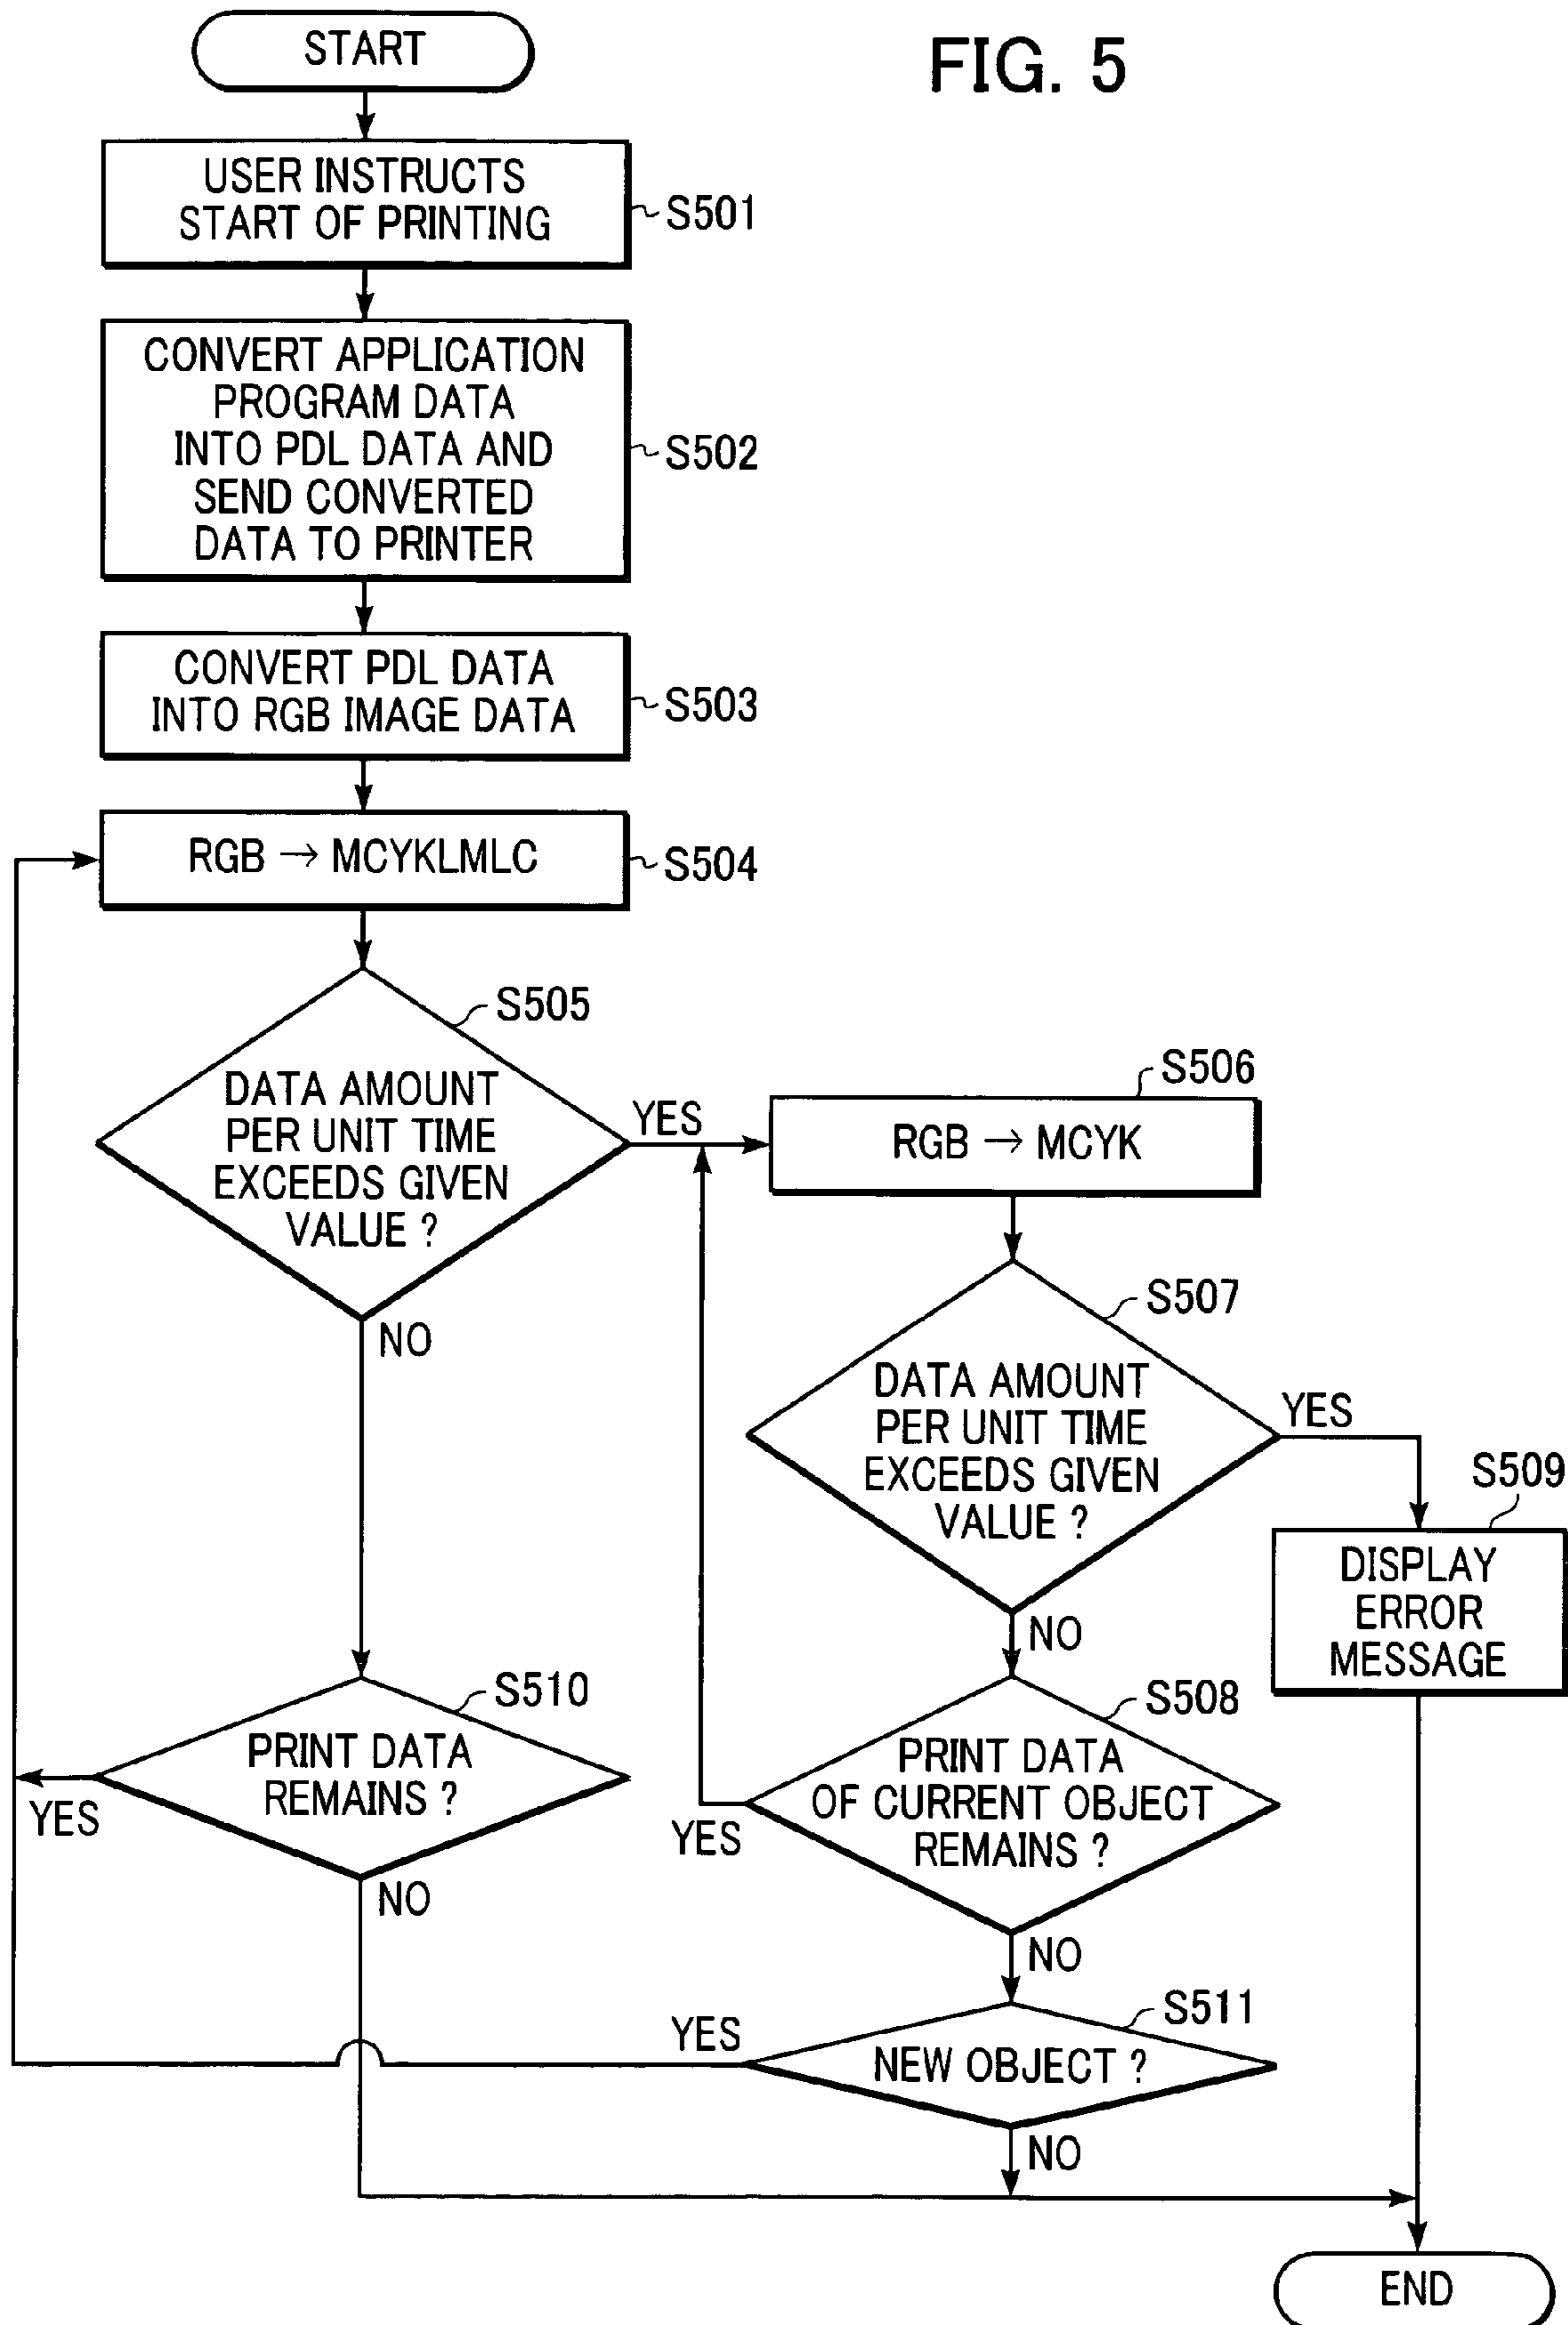 START
FIG. 5
USER INSTRUCTS
START OF PRINTING
S501
CONVERT APPLICATION
PROGRAM DATA
INTO PDL DATA AND
SEND CONVERTED
DATA TO PRINTER
S502
CONVERT PDL DATA
INTO RGB IMAGE DATA
S503
RGB → MCYKLMLC
S504
S505
DATA AMOUNT
PER UNIT TIME
EXCEEDS GIVEN
VALUE ?
YES
NO
S506
RGB → MCYK
S507
DATA AMOUNT
PER UNIT TIME
EXCEEDS GIVEN
VALUE ?
YES
NO
S509
DISPLAY
ERROR
MESSAGE
S510
PRINT DATA
REMAINS ?
YES
NO
S508
PRINT DATA
OF CURRENT OBJECT
REMAINS ?
YES
NO
S511
NEW OBJECT ?
YES
NO
END